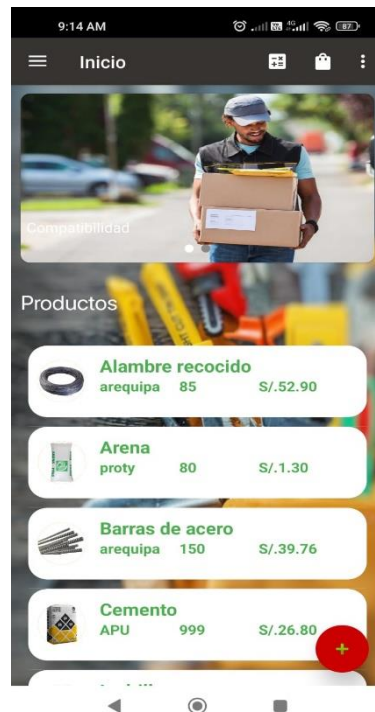 9:14 AM 4G 87
Inicio
Compatibilidad
Productos
Alambre recocido
arequipa 85 S/.52.90
Arena
proty 80 S/.1.30
Barras de acero
arequipa 150 S/.39.76
Cemento
APU 999 S/.26.80
+